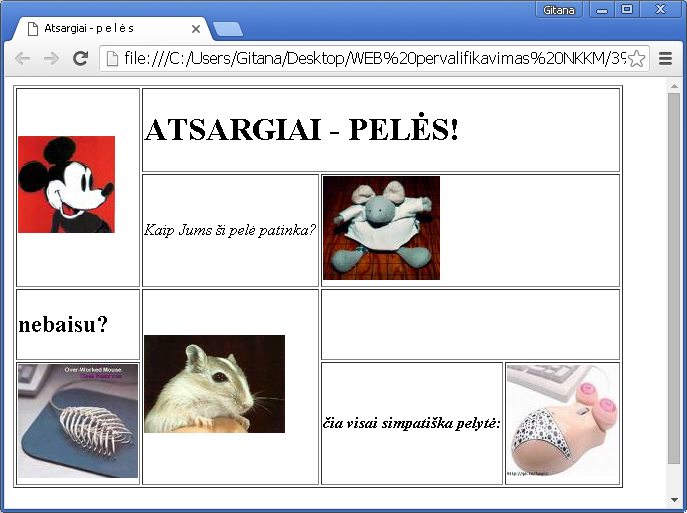 Gitana
Atsargiai - p e l ė s
file:///C:/Users/Gitana/Desktop/WEB%20pervalifikavimas%20NKKM/3%
ATSARGIAI - PELĖS!
Kaip Jums ši pelė patinka?
nebaisu?
Over-Worked Mouse
čia visai simpatiška pelytė: